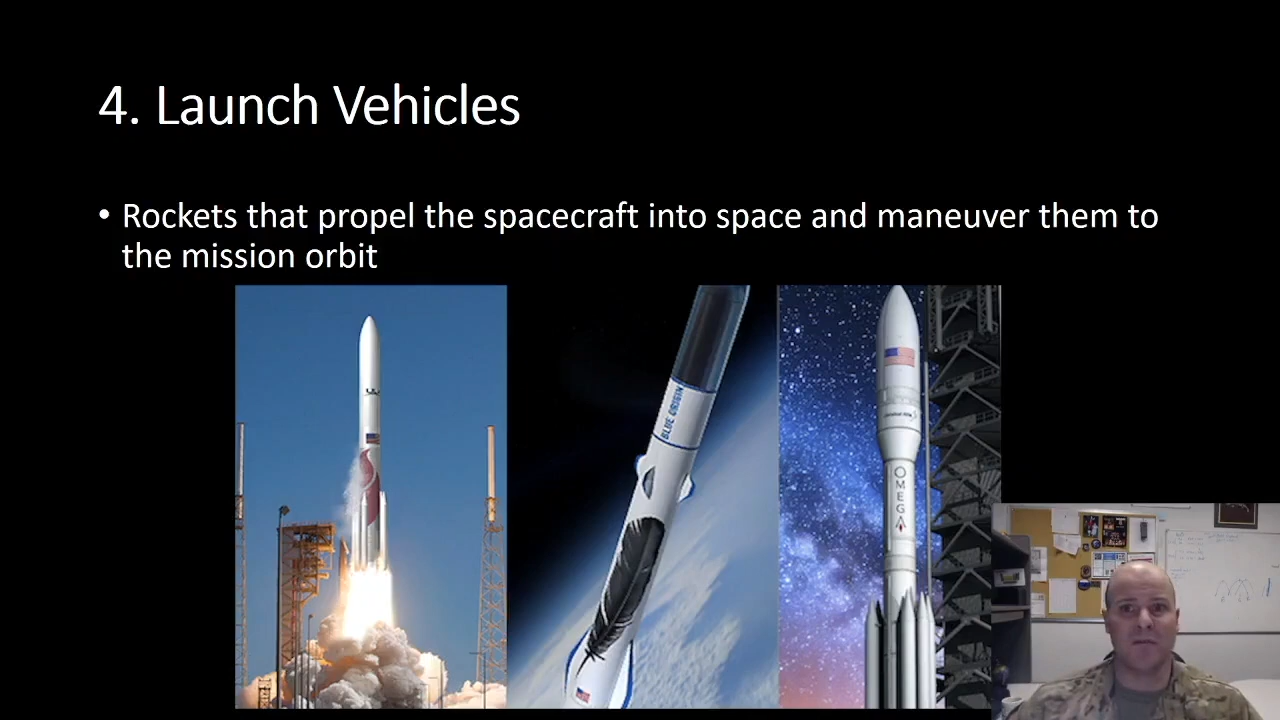 4. Launch Vehicles
• Rockets that propel the spacecraft into space and maneuver them to
the mission orbit
BLUE ORIGIN
OMEGA